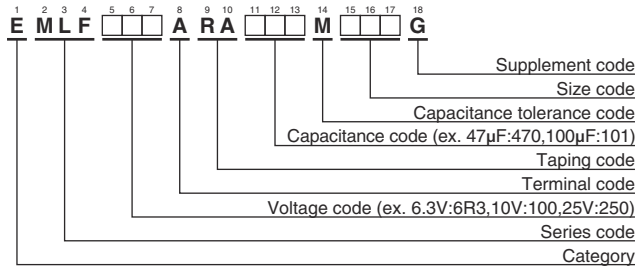 1 2 3 4 5 6 7 8 9 10 11 12 13 14 15 16 17 18
E M L F A R A M G
Supplement code
Size code
Capacitance tolerance code
Capacitance code (ex. 47µF:470,100µF:101)
Taping code
Terminal code
Voltage code (ex. 6.3V:6R3,10V:100,25V:250)
Series code
Category